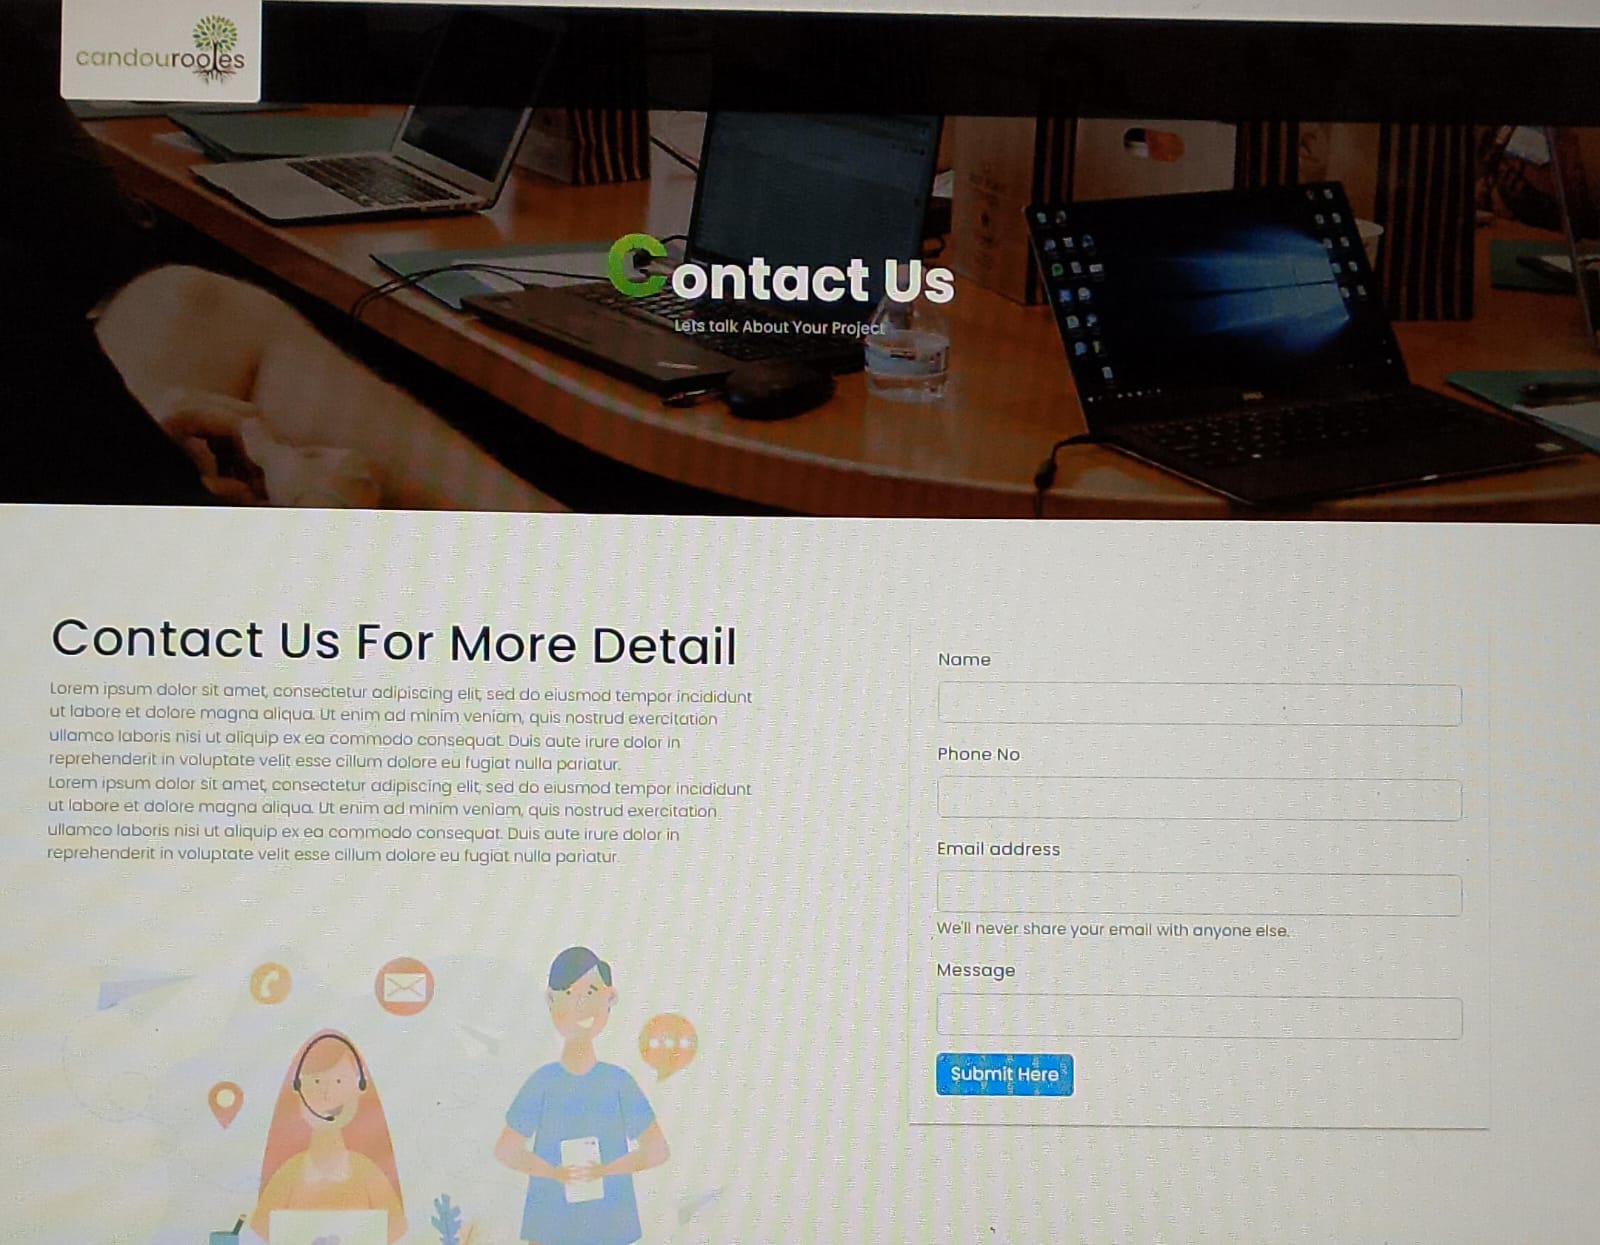 candourootes
Contact Us
Lets talk About Your Project
Contact Us For More Detail
Lorem ipsum dolor sit amet, consectetur adipiscing elit, sed do eiusmod tempor incididunt
ut labore et dolore magna aliqua. Ut enim ad minim veniam, quis nostrud exercitation
ullamco laboris nisi ut aliquip ex ea commodo consequat. Duis aute irure dolor in
reprehenderit in voluptate velit esse cillum dolore eu fugiat nulla pariatur.
Lorem ipsum dolor sit amet, consectetur adipiscing elit, sed do eiusmod tempor incididunt
ut labore et dolore magna aliqua. Ut enim ad minim veniam, quis nostrud exercitation
ullamco laboris nisi ut aliquip ex ea commodo consequat. Duis aute irure dolor in
reprehenderit in voluptate velit esse cillum dolore eu fugiat nulla pariatur.
Name
Phone No
Email address
We'll never share your email with anyone else.
Message
Submit Here